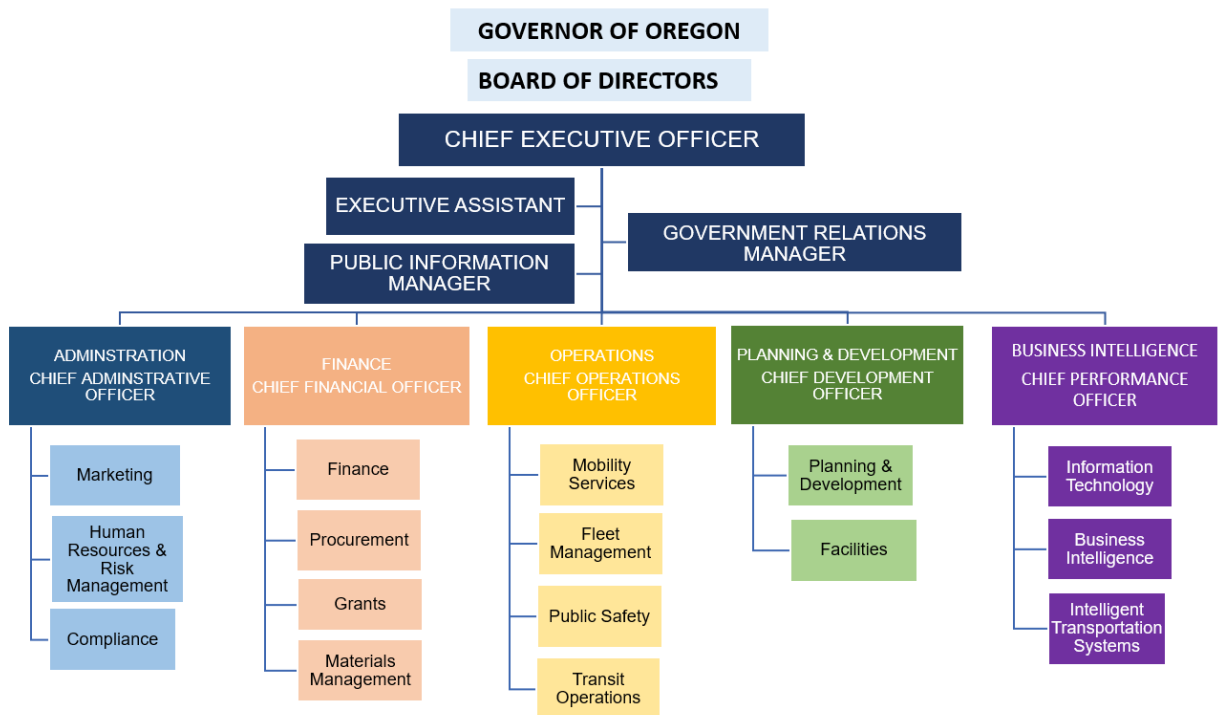 GOVERNOR OF OREGON
BOARD OF DIRECTORS
CHIEF EXECUTIVE OFFICER
EXECUTIVE ASSISTANT
GOVERNMENT RELATIONS
MANAGER
PUBLIC INFORMATION
MANAGER
ADMINSTRATION
CHIEF ADMINSTRATIVE
OFFICER
Marketing
Human
Resources &
Risk
Management
Compliance
FINANCE
CHIEF FINANCIAL OFFICER
Finance
Procurement
Grants
Materials
Management
OPERATIONS
CHIEF OPERATIONS
OFFICER
Mobility
Services
Fleet
Management
Public Safety
Transit
Operations
PLANNING & DEVELOPMENT
CHIEF DEVELOPMENT
OFFICER
Planning &
Development
Facilities
BUSINESS INTELLIGENCE
CHIEF PERFORMANCE
OFFICER
Information
Technology
Business
Intelligence
Intelligent
Transportation
Systems